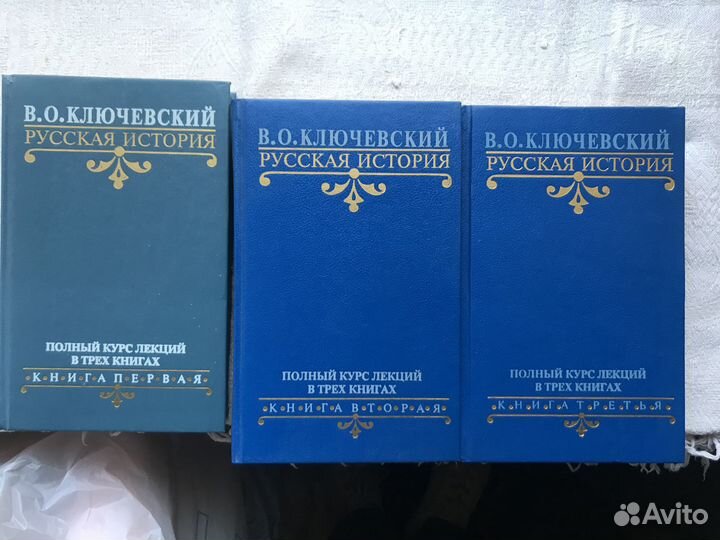 В.О.КЛЮЧЕВСКИЙ
РУССКАЯ ИСТОРИЯ
ПОЛНЫЙ КУРС ЛЕКЦИЙ
В ТРЕХ КНИГАХ
КНИГА ПЕРВАЯ
В.О.КЛЮЧЕВСКИЙ
РУССКАЯ ИСТОРИЯ
ПОЛНЫЙ КУРС ЛЕКЦИЙ
В ТРЕХ КНИГАХ
КНИГА ВТОРАЯ
В.О.КЛЮЧЕВСКИЙ
РУССКАЯ ИСТОРИЯ
ПОЛНЫЙ КУРС ЛЕКЦИЙ
В ТРЕХ КНИГАХ
КНИГА ТРЕТЬЯ
Avito